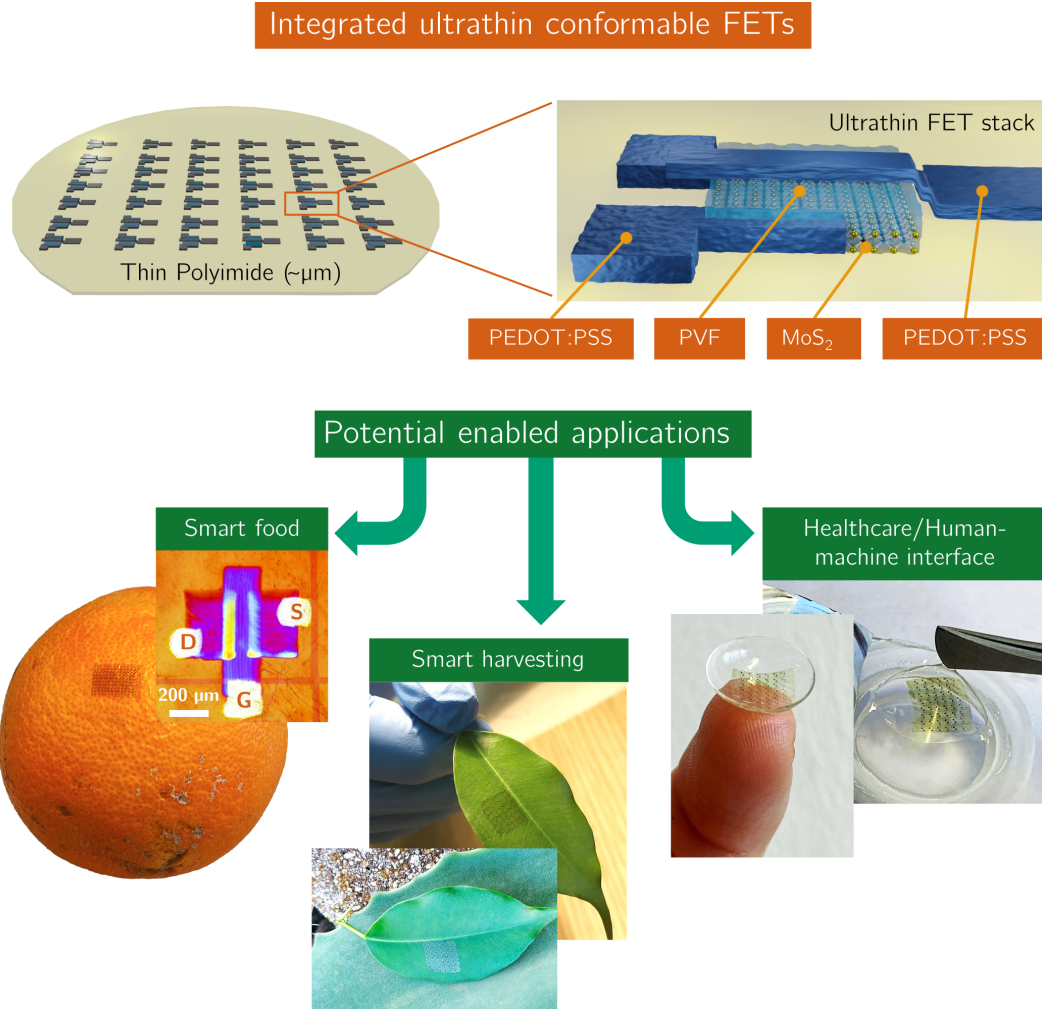 Integrated ultrathin conformable FETs
Ultrathin FET stack
Thin Polyimide (~μm)
PEDOT:PSS
PVF
MoS₂
PEDOT:PSS
Potential enabled applications
Smart food
D
S
G
200 μm
Smart harvesting
Healthcare/Human-
machine interface